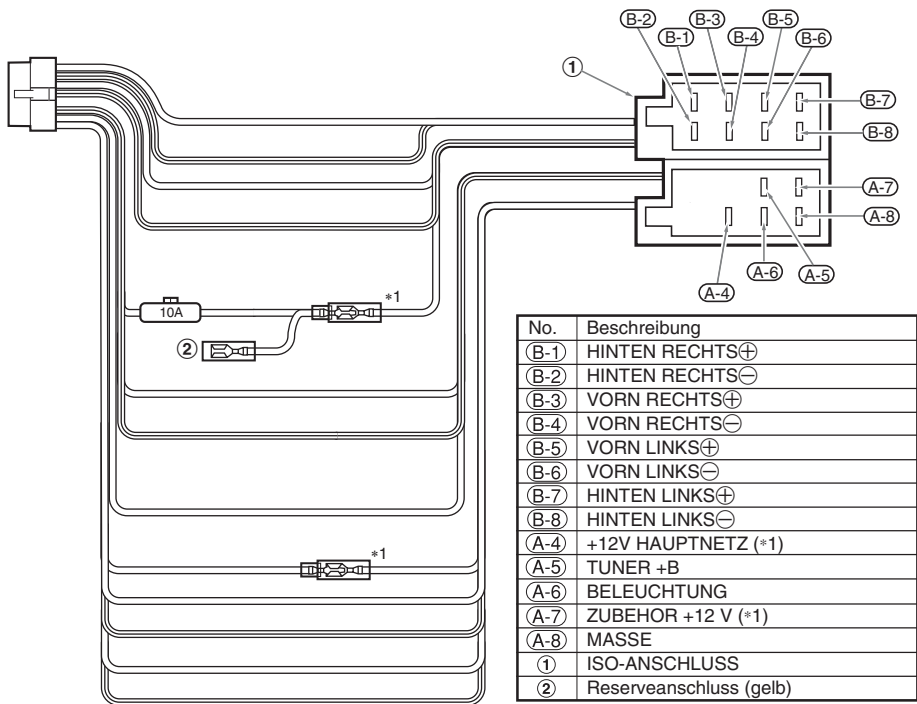 B-2
B-3
B-5
B-1
B-4
B-6
1
B-7
B-8
A-7
A-8
A-6
A-5
A-4
*1
10A
2
*1
No. Beschreibung
B-1 HINTEN RECHTS⊕
B-2 HINTEN RECHTS⊖
B-3 VORN RECHTS⊕
B-4 VORN RECHTS⊖
B-5 VORN LINKS⊕
B-6 VORN LINKS⊖
B-7 HINTEN LINKS⊕
B-8 HINTEN LINKS⊖
A-4 +12V HAUPTNETZ (*1)
A-5 TUNER +B
A-6 BELEUCHTUNG
A-7 ZUBEHOR +12 V (*1)
A-8 MASSE
1 ISO-ANSCHLUSS
2 Reserveanschluss (gelb)